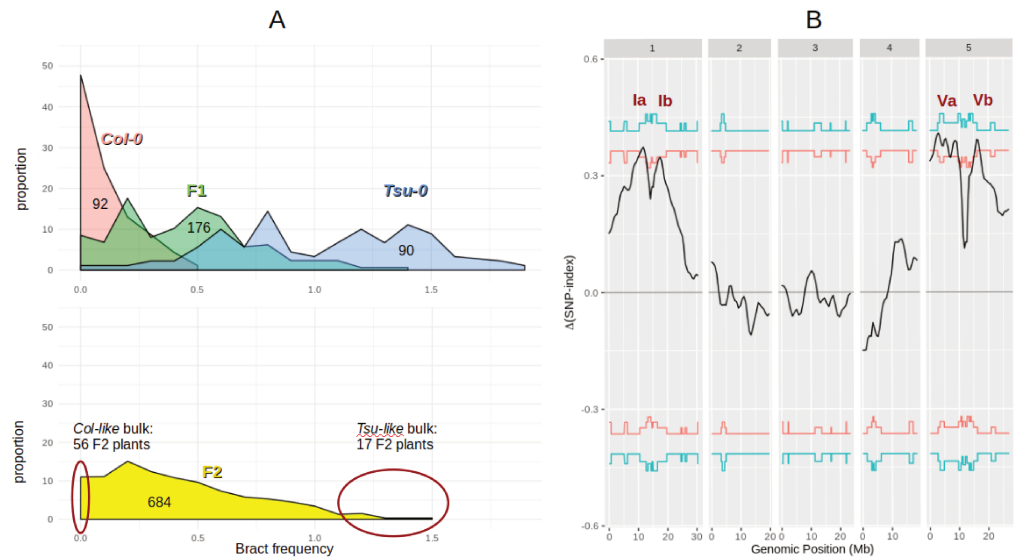 A
proportion
50
40
30
20
10
0
Col-0
92
F1
176
Tsu-0
90
0.0
0.5
1.0
1.5
proportion
50
40
30
20
10
0
Col-like bulk:
56 F2 plants
Tsu-like bulk:
17 F2 plants
F2
684
0.0
0.5
1.0
1.5
Bract frequency
B
1
2
3
4
5
Δ(SNP-index)
0.6
0.3
0.0
-0.3
-0.6
Ia
Ib
Va
Vb
0 10 20 30
0 10 20
0 10 20
0 10 20
0 10 20
Genomic Position (Mb)